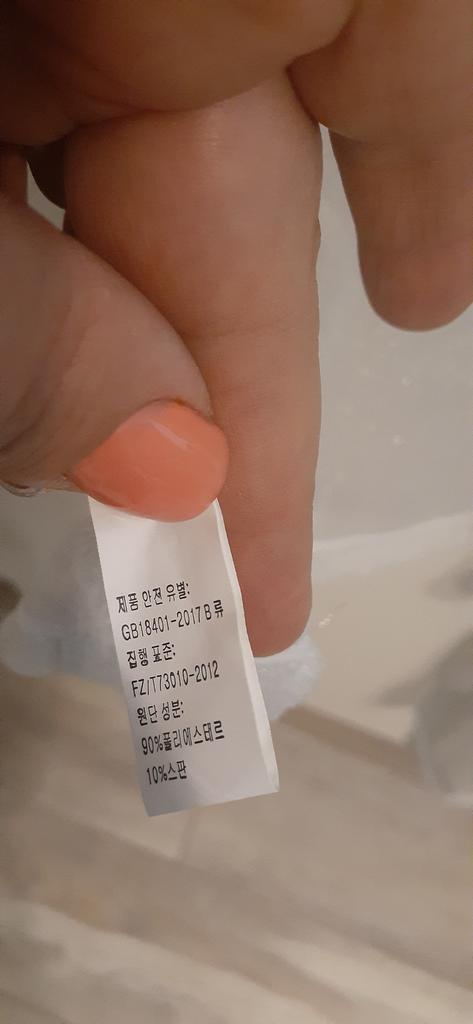 제품 안전 유별:
GB18401-2017 B 류
집행 표준:
FZ/T73010-2012
원단 성분:
90%폴리에스테르
10%스판